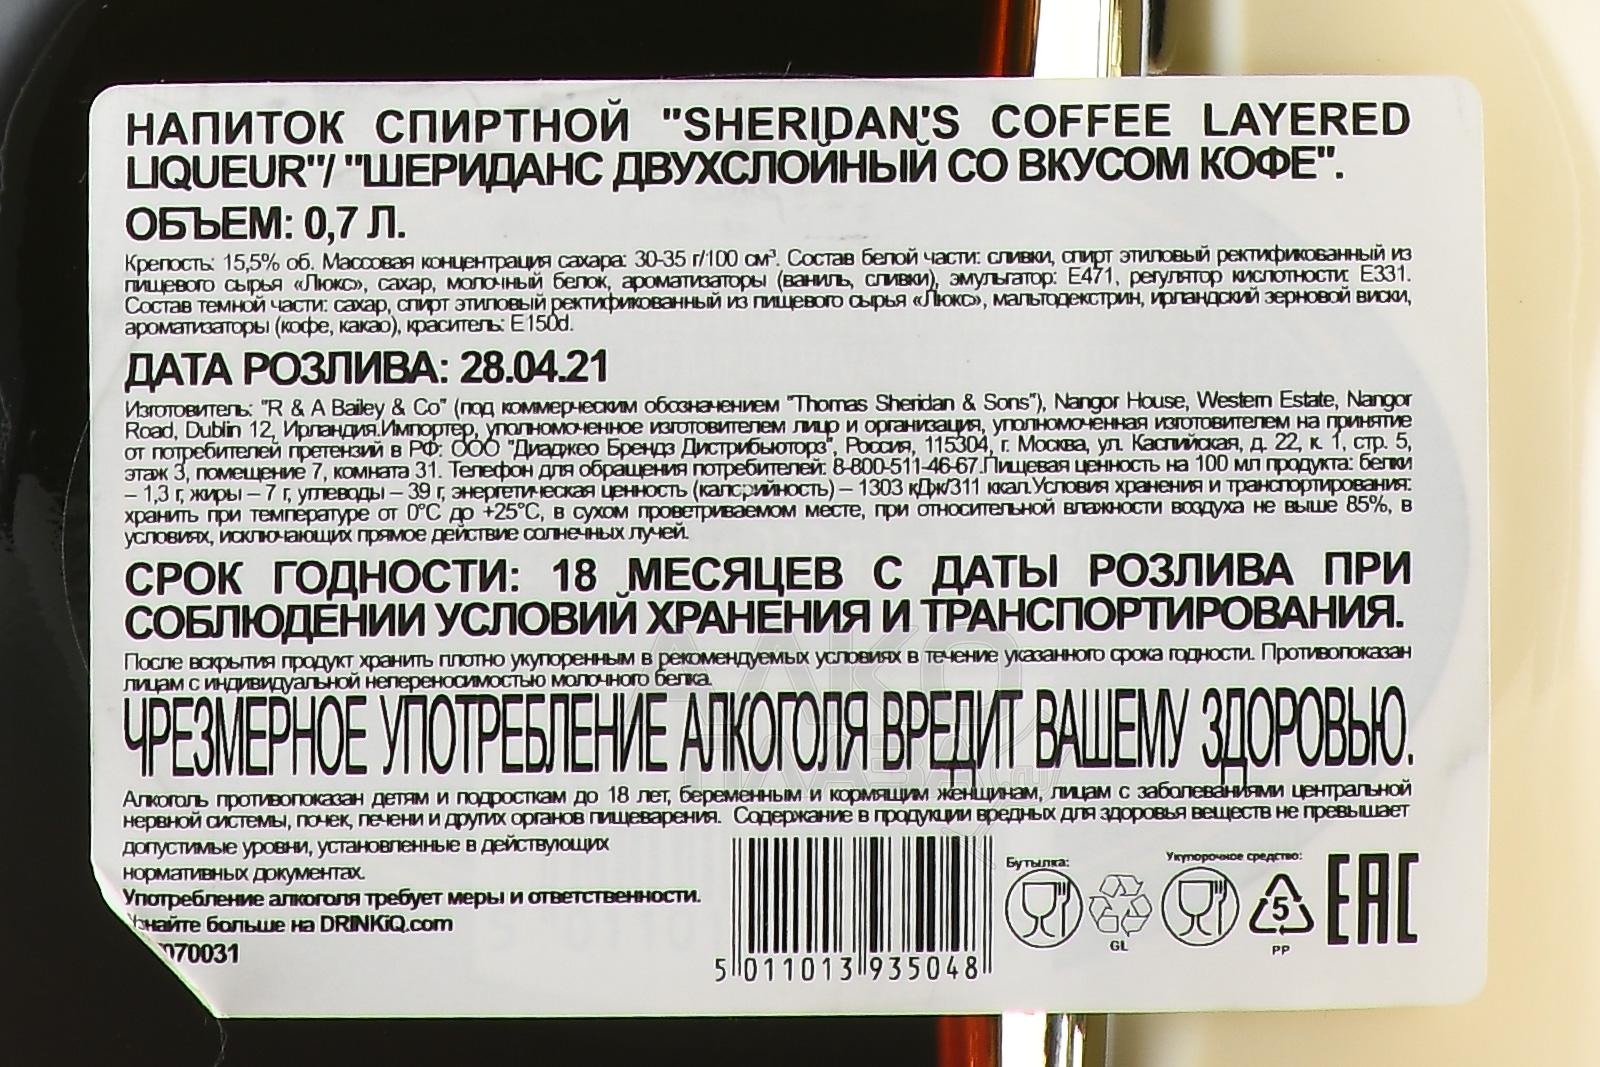 НАПИТОК СПИРТНОЙ "SHERIDAN'S COFFEE LAYERED
LIQUEUR"/ "ШЕРИДАНС ДВУХСЛОЙНЫЙ СО ВКУСОМ КОФЕ".
ОБЪЕМ: 0,7 Л.
Крепость: 15,5% об. Массовая концентрация сахара: 30-35 г/100 см³. Состав белой части: сливки, спирт этиловый ректификованный из
пищевого сырья «Люкс», сахар, молочный белок, ароматизаторы (ваниль, сливки), эмульгатор: Е471, регулятор кислотности: Е331.
Состав темной части: сахар, спирт этиловый ректификованный из пищевого сырья «Люкс», мальтодекстрин, ирландский зерновой виски,
ароматизаторы (кофе, какао), краситель: Е150d.
ДАТА РОЗЛИВА: 28.04.21
Изготовитель: "R & A Bailey & Co" (под коммерческим обозначением "Thomas Sheridan & Sons"), Nangor House, Western Estate, Nangor
Road, Dublin 12, Ирландия.Импортер, уполномоченное изготовителем лицо и организация, уполномоченная изготовителем на принятие
от потребителей претензий в РФ: ООО "Диаджео Брендз Дистрибьюторз", Россия, 115304, г. Москва, ул. Каспийская, д. 22, к. 1, стр. 5,
этаж 3, помещение 7, комната 31. Телефон для обращения потребителей: 8-800-511-46-67.Пищевая ценность на 100 мл продукта: белки
– 1,3 г, жиры – 7 г, углеводы – 39 г, энергетическая ценность (калорийность) – 1303 кДж/311 ккал.Условия хранения и транспортирования:
хранить при температуре от 0°С до +25°С, в сухом проветриваемом месте, при относительной влажности воздуха не выше 85%, в
условиях, исключающих прямое действие солнечных лучей.
СРОК ГОДНОСТИ: 18 МЕСЯЦЕВ С ДАТЫ РОЗЛИВА ПРИ
СОБЛЮДЕНИИ УСЛОВИЙ ХРАНЕНИЯ И ТРАНСПОРТИРОВАНИЯ.
После вскрытия продукт хранить плотно укупоренным в рекомендуемых условиях в течение указанного срока годности. Противопоказан
лицам с индивидуальной непереносимостью молочного белка.
ЧРЕЗМЕРНОЕ УПОТРЕБЛЕНИЕ АЛКОГОЛЯ ВРЕДИТ ВАШЕМУ ЗДОРОВЬЮ.
Алкоголь противопоказан детям и подросткам до 18 лет, беременным и кормящим женщинам, лицам с заболеваниями центральной
нервной системы, почек, печени и других органов пищеварения. Содержание в продукции вредных для здоровья веществ не превышает
допустимые уровни, установленные в действующих
нормативных документах.
Употребление алкоголя требует меры и ответственности.
Узнайте больше на DRINKiQ.com
070031
5 011013 935048
Бутылка:
GL
Укупорочное средство:
5
PP
EAC
АЛКО
ПЛАЗА.ru